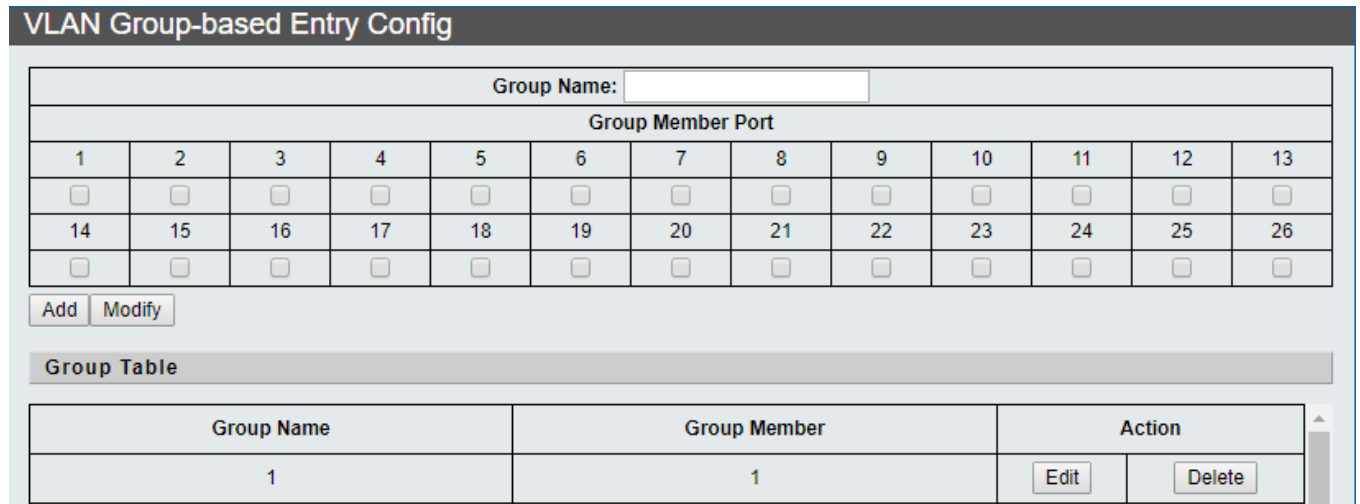 VLAN Group-based Entry Config
Group Name:
Group Member Port
1 2 3 4 5 6 7 8 9 10 11 12 13
14 15 16 17 18 19 20 21 22 23 24 25 26
Add Modify
Group Table
Group Name Group Member Action
1 1 Edit Delete